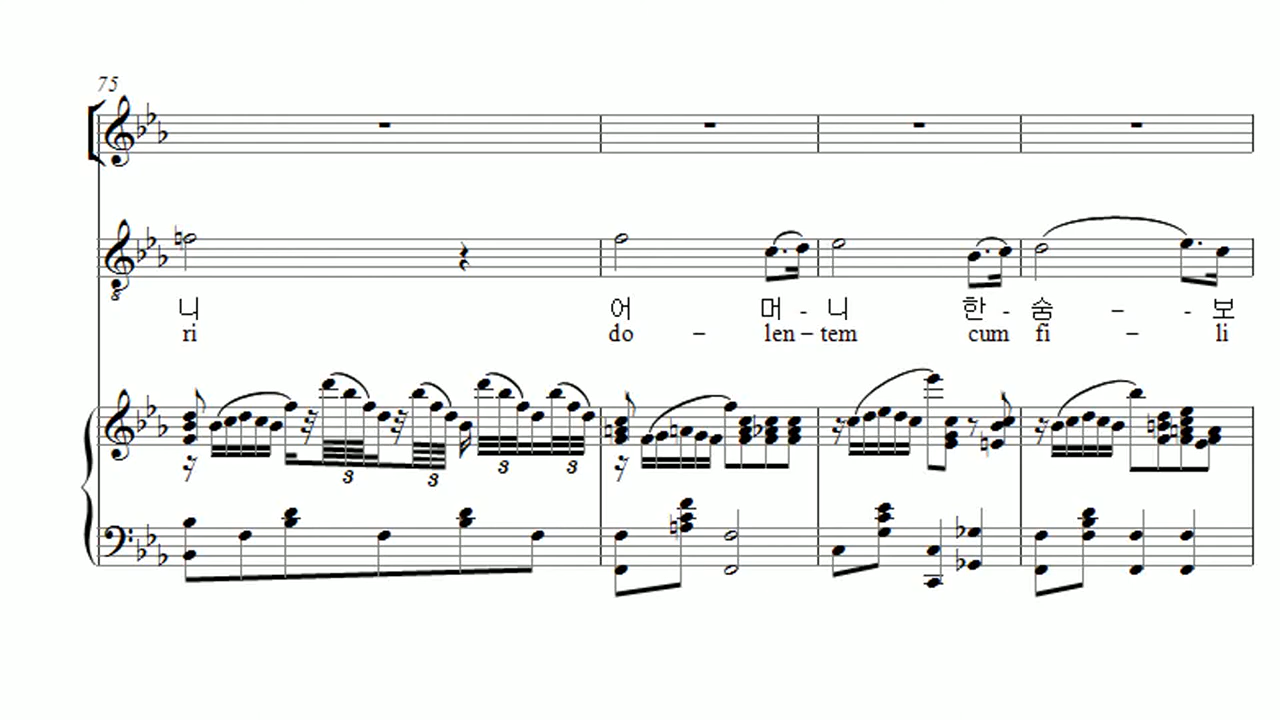 75
니 어 머 - 니 한 - 숨 - - 보
ri do - len - tem cum fi - li
3 3 3 3